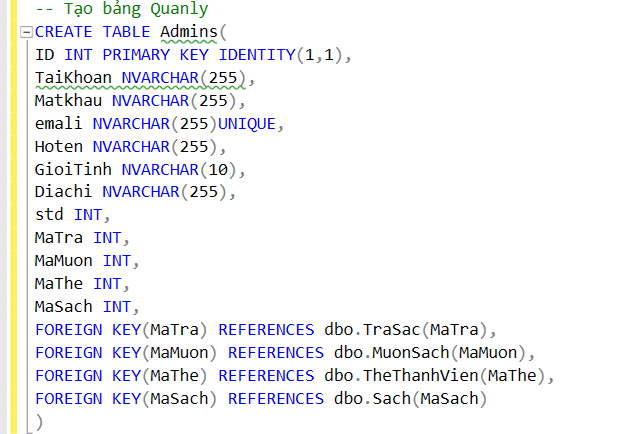 -- Tạo bảng Quanly
CREATE TABLE Admins(
ID INT PRIMARY KEY IDENTITY(1,1),
TaiKhoan NVARCHAR(255),
Matkhau NVARCHAR(255),
emali NVARCHAR(255)UNIQUE,
Hoten NVARCHAR(255),
GioiTinh NVARCHAR(10),
Diachi NVARCHAR(255),
std INT,
MaTra INT,
MaMuon INT,
MaThe INT,
MaSach INT,
FOREIGN KEY(MaTra) REFERENCES dbo.TraSac(MaTra),
FOREIGN KEY(MaMuon) REFERENCES dbo.MuonSach(MaMuon),
FOREIGN KEY(MaThe) REFERENCES dbo.TheThanhVien(MaThe),
FOREIGN KEY(MaSach) REFERENCES dbo.Sach(MaSach)
)